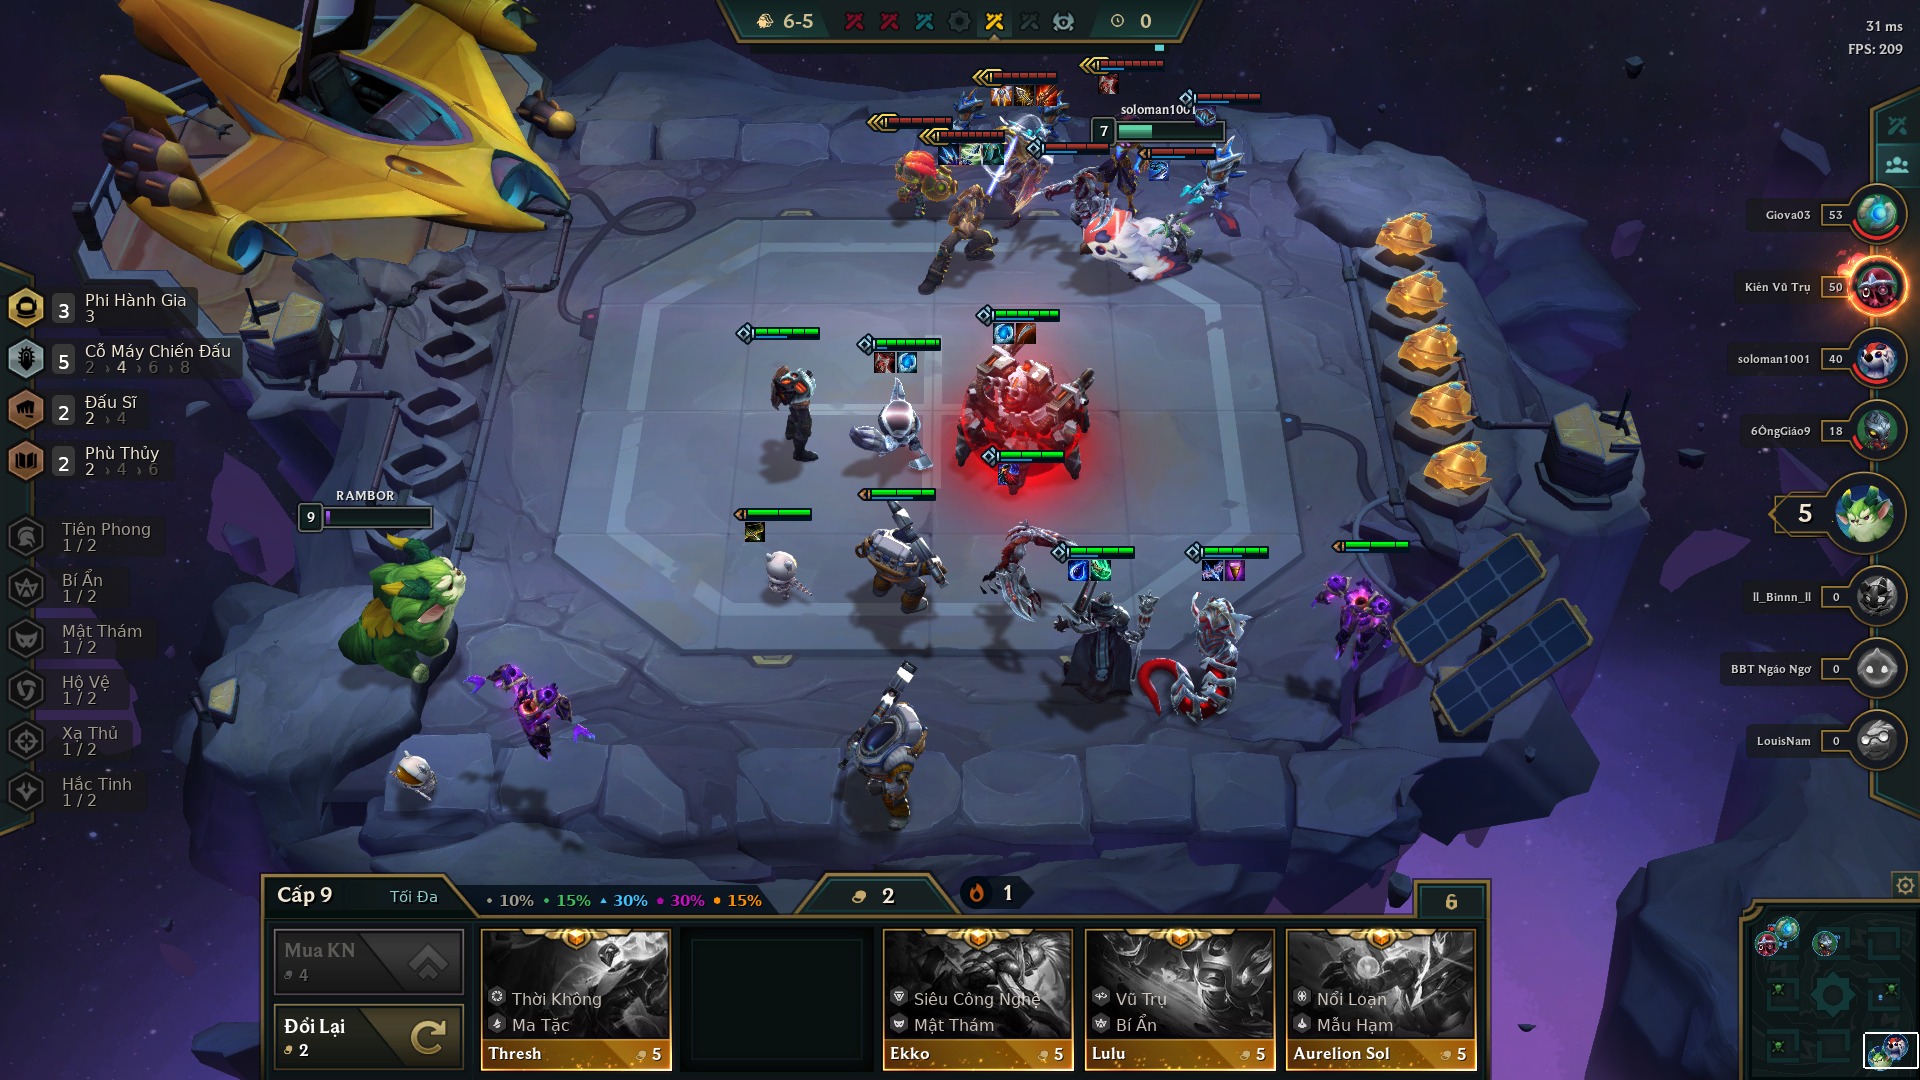 6-5
0
31 ms
FPS: 209
soloman1001
7
Giova03
53
Kiên Vũ Trụ
50
soloman1001
40
6ÔngGiáo9
18
5
ll_Binnn_ll
0
BBT Ngáo Ngơ
0
LouisNam
0
3
Phi Hành Gia
3
5
Cỗ Máy Chiến Đấu
2 › 4 › 6 › 8
2
Đấu Sĩ
2 › 4
2
Phù Thủy
2 › 4 › 6
Tiên Phong
1 / 2
Bí Ẩn
1 / 2
Mật Thám
1 / 2
Hộ Vệ
1 / 2
Xạ Thủ
1 / 2
Hắc Tinh
1 / 2
RAMBOR
9
Cấp 9
Tối Đa
10% 15% 30% 30% 15%
2
1
6
Mua KN
4
Đổi Lại
2
Thời Không
Ma Tặc
Thresh
5
Siêu Công Nghệ
Mật Thám
Ekko
5
Vũ Trụ
Bí Ẩn
Lulu
5
Nổi Loạn
Mẫu Hạm
Aurelion Sol
5